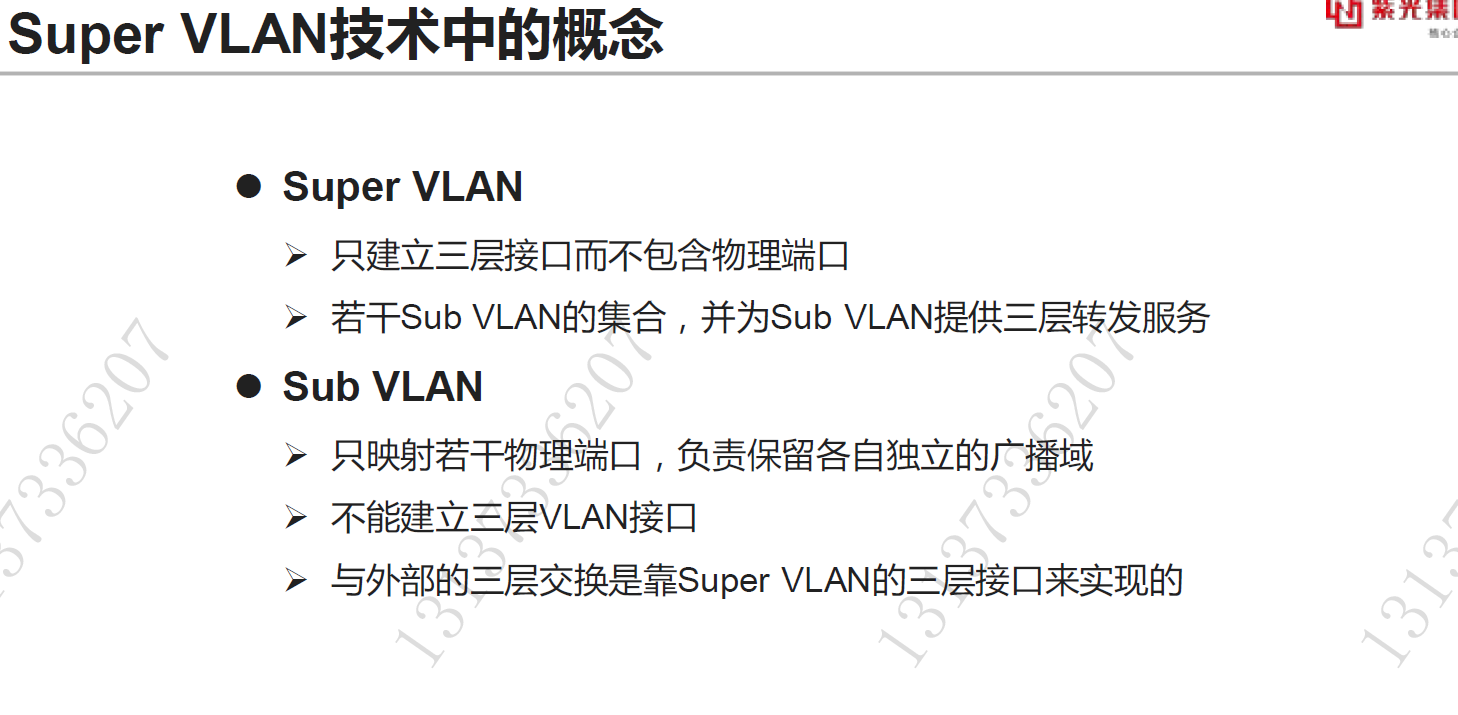 Super VLAN技术中的概念
紫光集
核心
● Super VLAN
➢ 只建立三层接口而不包含物理端口
➢ 若干Sub VLAN的集合，并为Sub VLAN提供三层转发服务
● Sub VLAN
➢ 只映射若干物理端口，负责保留各自独立的广播域
➢ 不能建立三层VLAN接口
➢ 与外部的三层交换是靠Super VLAN的三层接口来实现的
13137336207
13137336207